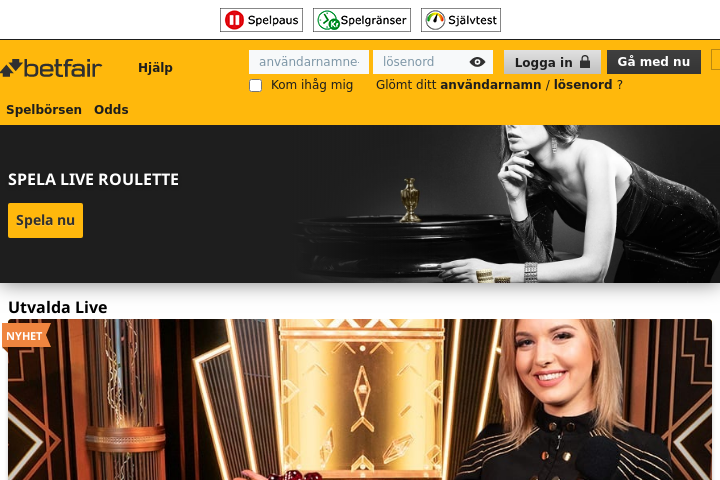 Spelpaus Spelgränser Självtest
betfair Hjälp användarnamne lösenord Logga in Gå med nu
Kom ihåg mig Glömt ditt användarnamn / lösenord ?
Spelbörsen Odds
SPELA LIVE ROULETTE
Spela nu
Utvalda Live
NYHET